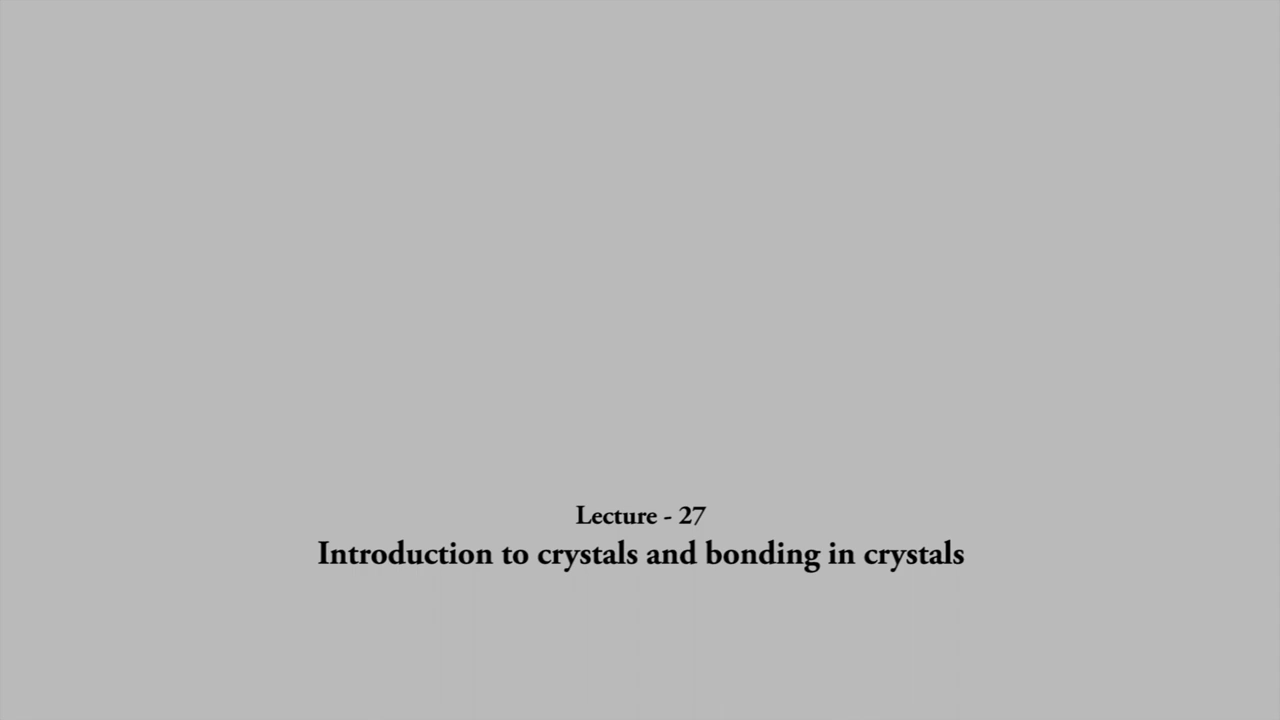 Lecture - 27
Introduction to crystals and bonding in crystals